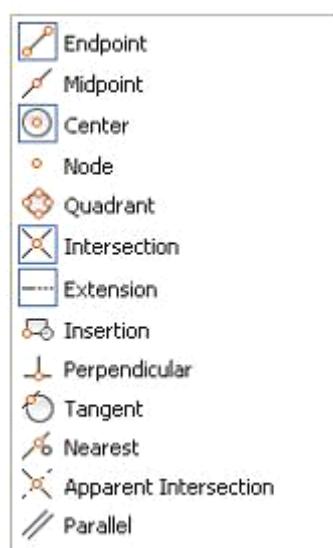 Endpoint
Midpoint
Center
Node
Quadrant
Intersection
Extension
Insertion
Perpendicular
Tangent
Nearest
Apparent Intersection
Parallel